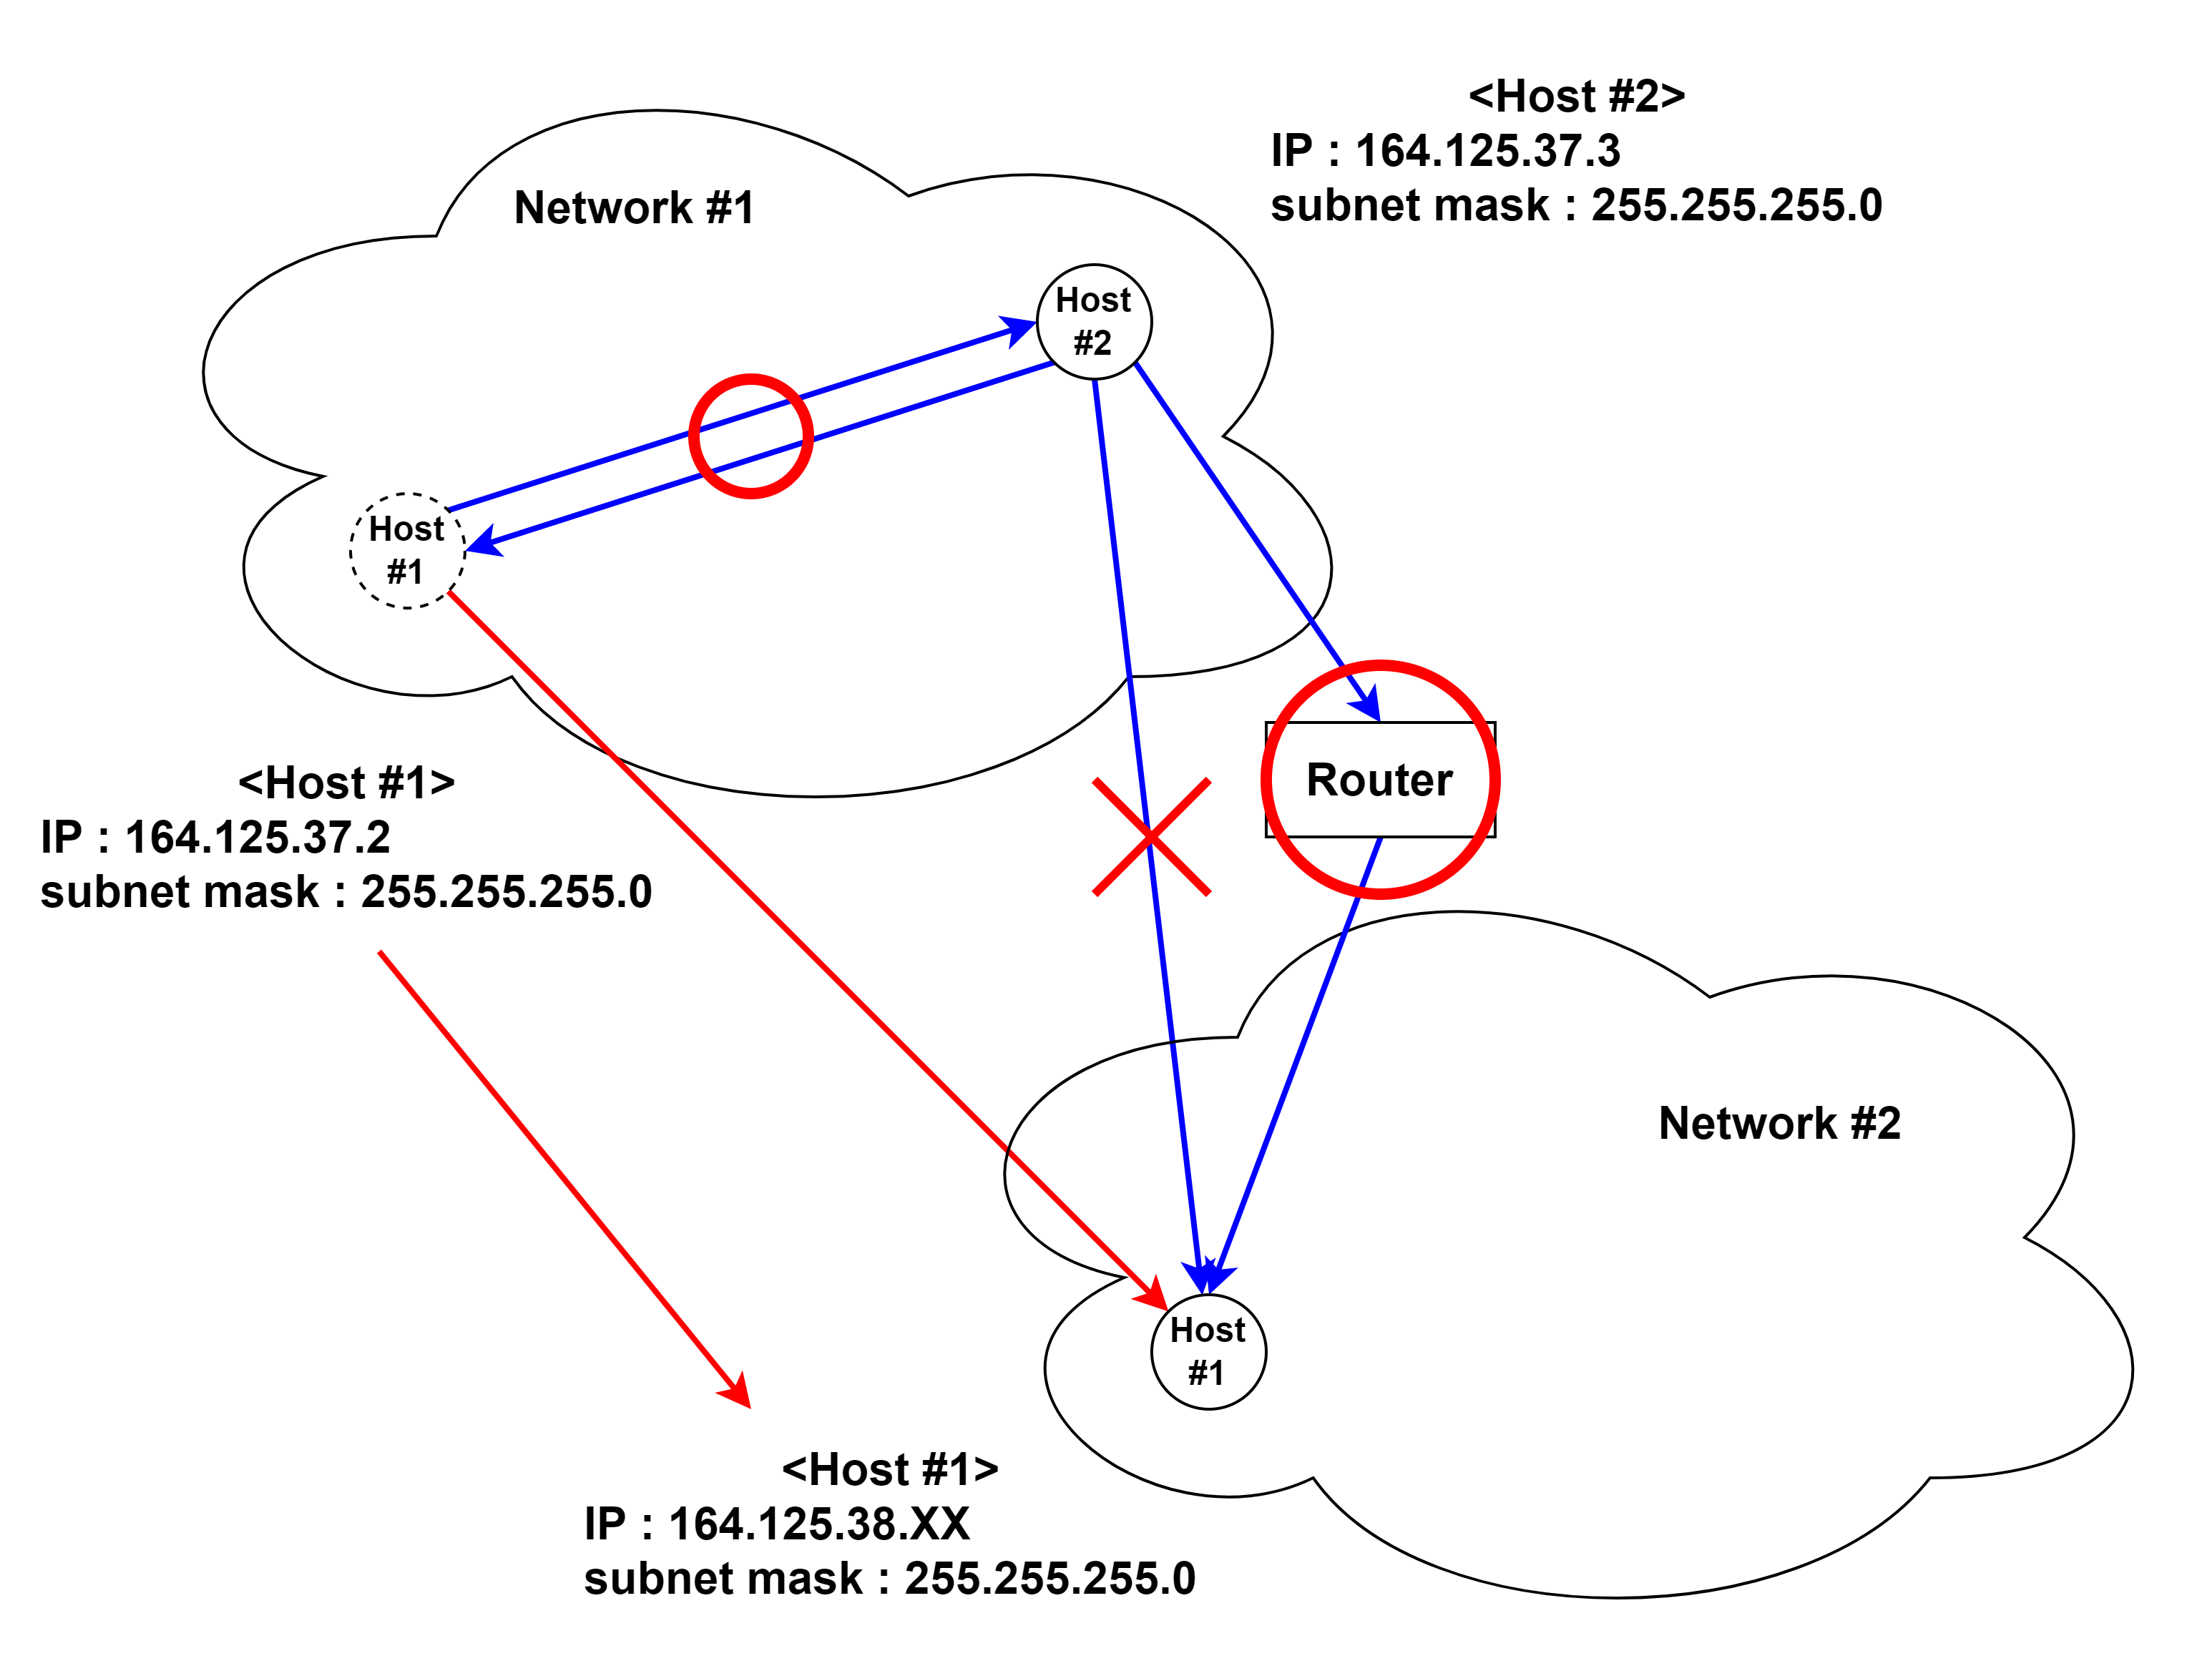 <Host #2>
IP : 164.125.37.3
subnet mask : 255.255.255.0
Network #1
Host
#2
Host
#1
Router
<Host #1>
IP : 164.125.37.2
subnet mask : 255.255.255.0
Network #2
Host
#1
<Host #1>
IP : 164.125.38.XX
subnet mask : 255.255.255.0